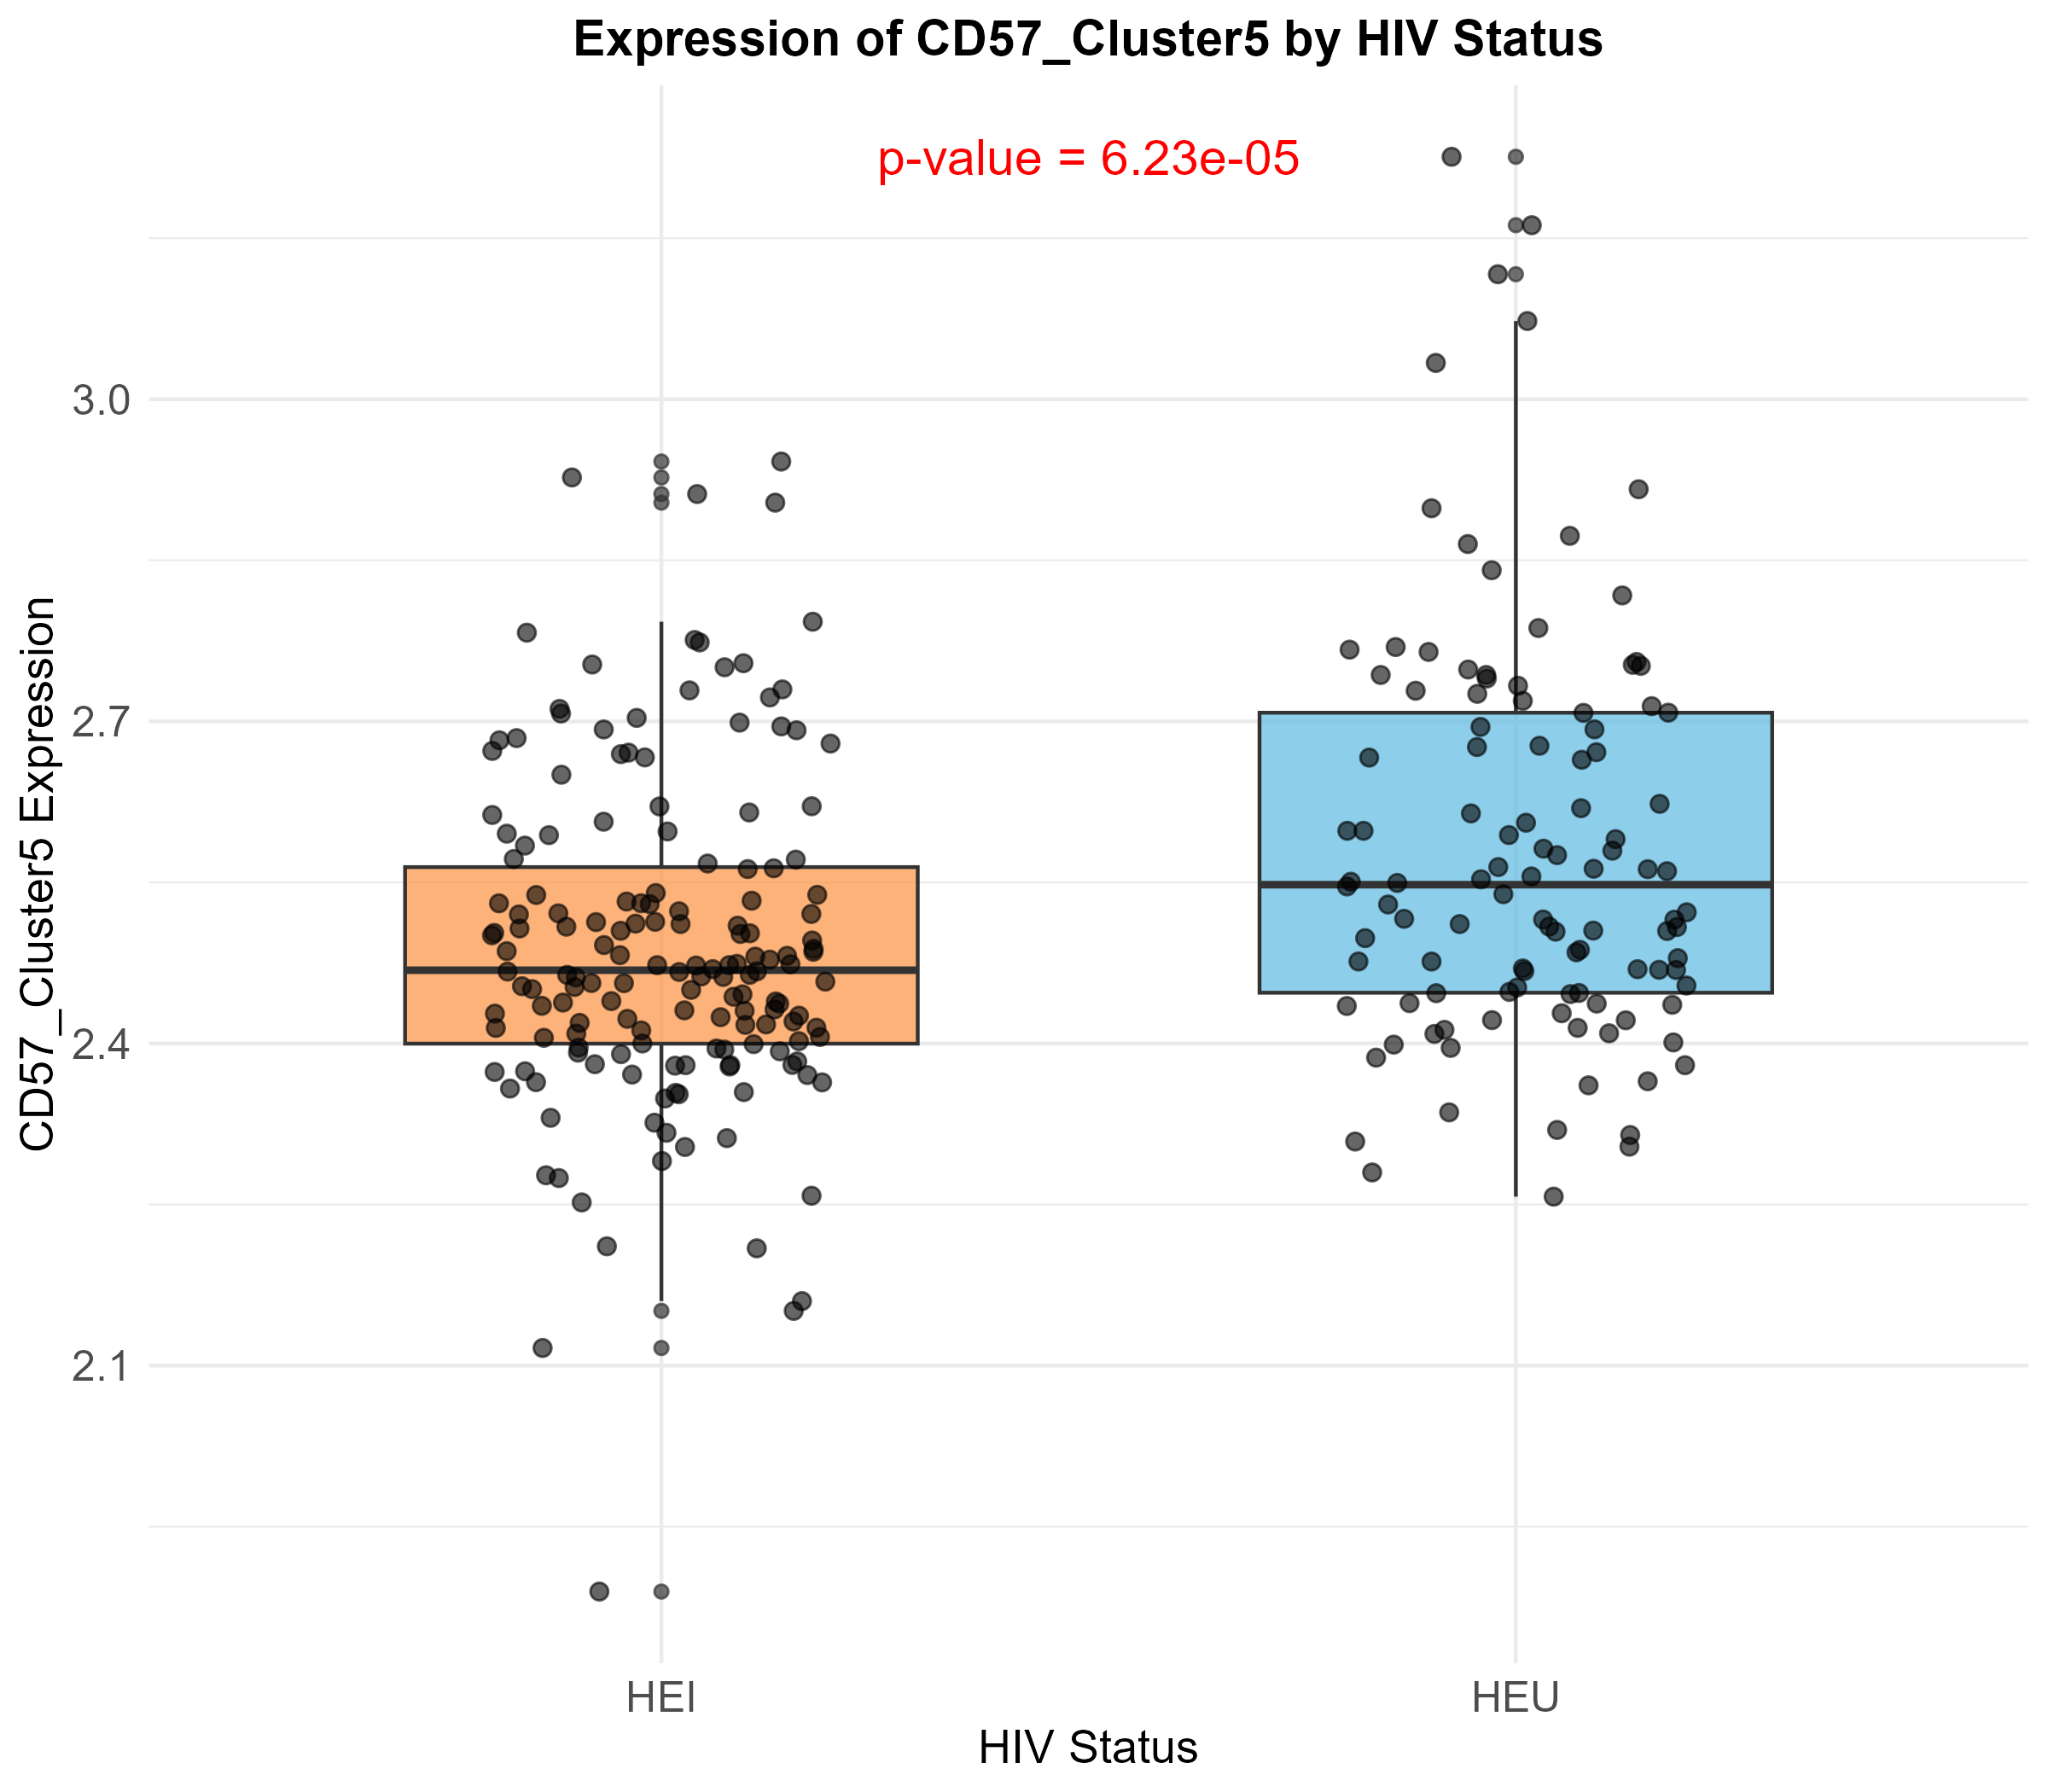 Expression of CD57_Cluster5 by HIV Status
p-value = 6.23e-05
CD57_Cluster5 Expression
3.0
2.7
2.4
2.1
HEI
HEU
HIV Status